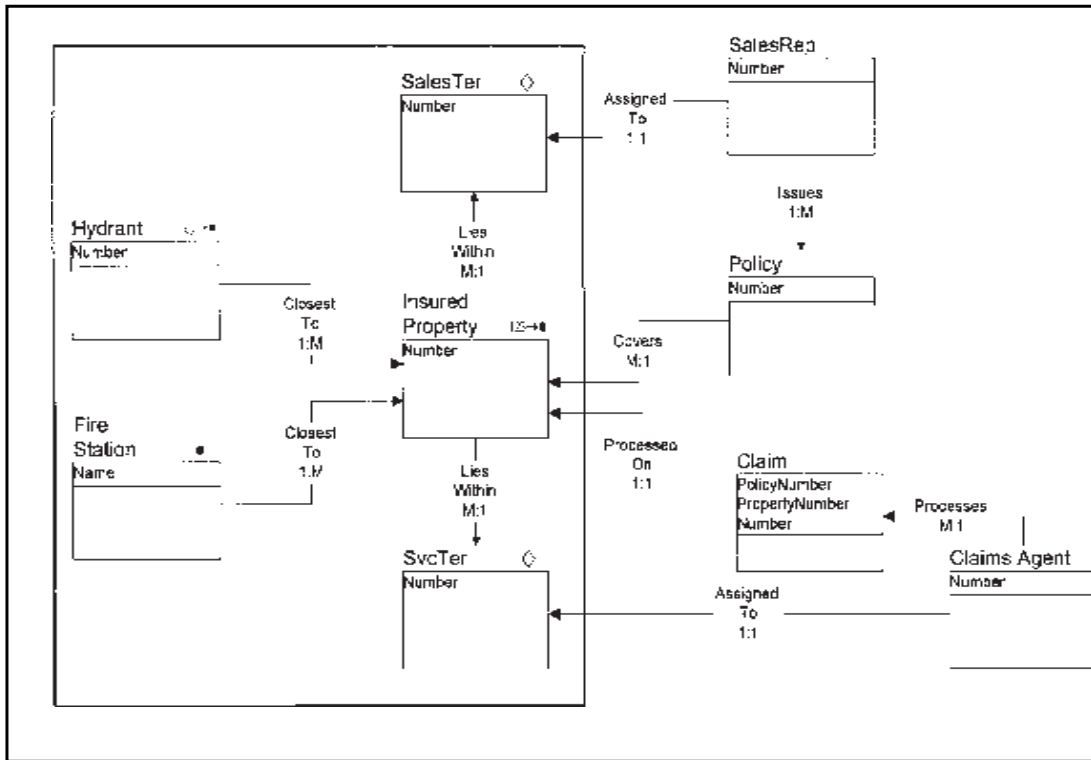 SalesRep
Number
SalesTer
Number
Assigned
To
1:1
Issues
1:M
Hydrant
Number
Lies
Within
M:1
Policy
Number
Closest
To
1:M
Insured
Property
Number
Covers
M:1
Fire
Station
Name
Closest
To
1:M
Lies
Within
M:1
Processed
On
1:1
Claim
PolicyNumber
PropertyNumber
Number
Processes
M:1
SvcTer
Number
Claims Agent
Number
Assigned
To
1:1